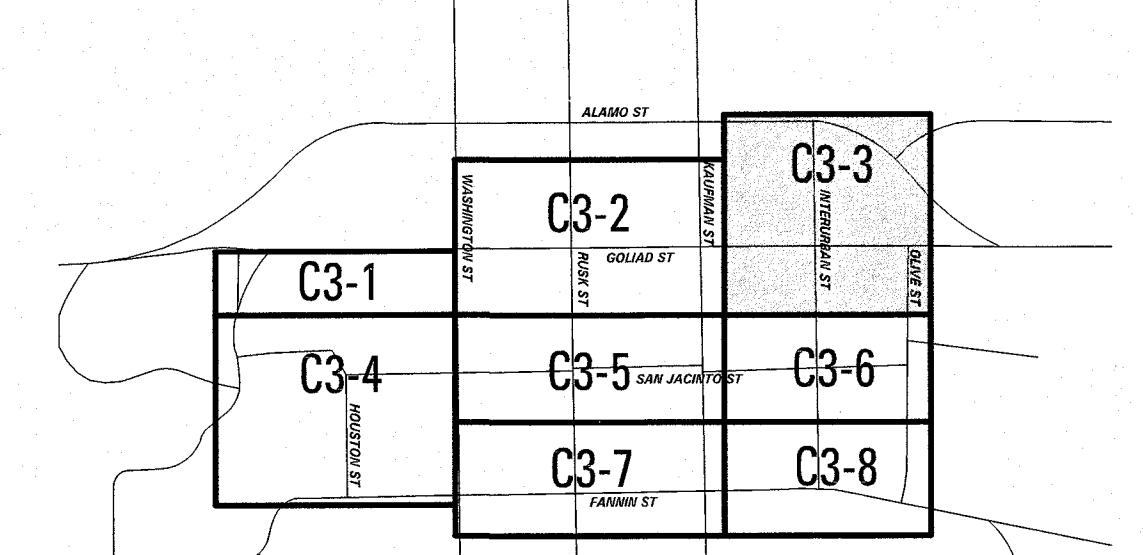 ALAMO ST
C3-3
KAUFMAN ST
WASHINGTON ST
C3-2
INTERURBAN ST
GOLIAD ST
RUSK ST
OLIVE ST
C3-1
C3-4
C3-5
SAN JACINTO ST
C3-6
HOUSTON ST
C3-7
C3-8
FANNIN ST